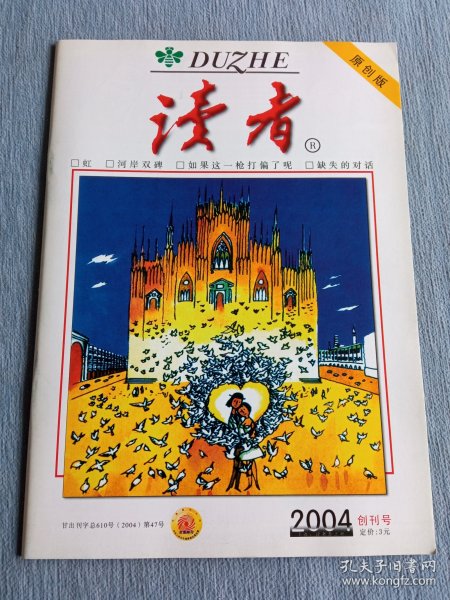 DUZHE
原创版
读者®
□虹 □河岸双碑 □如果这一枪打偏了呢 □缺失的对话
甘出刊字总610号(2004)第47号
2004 创刊号
定价:3元
孔夫子旧书网
www.kongfz.com